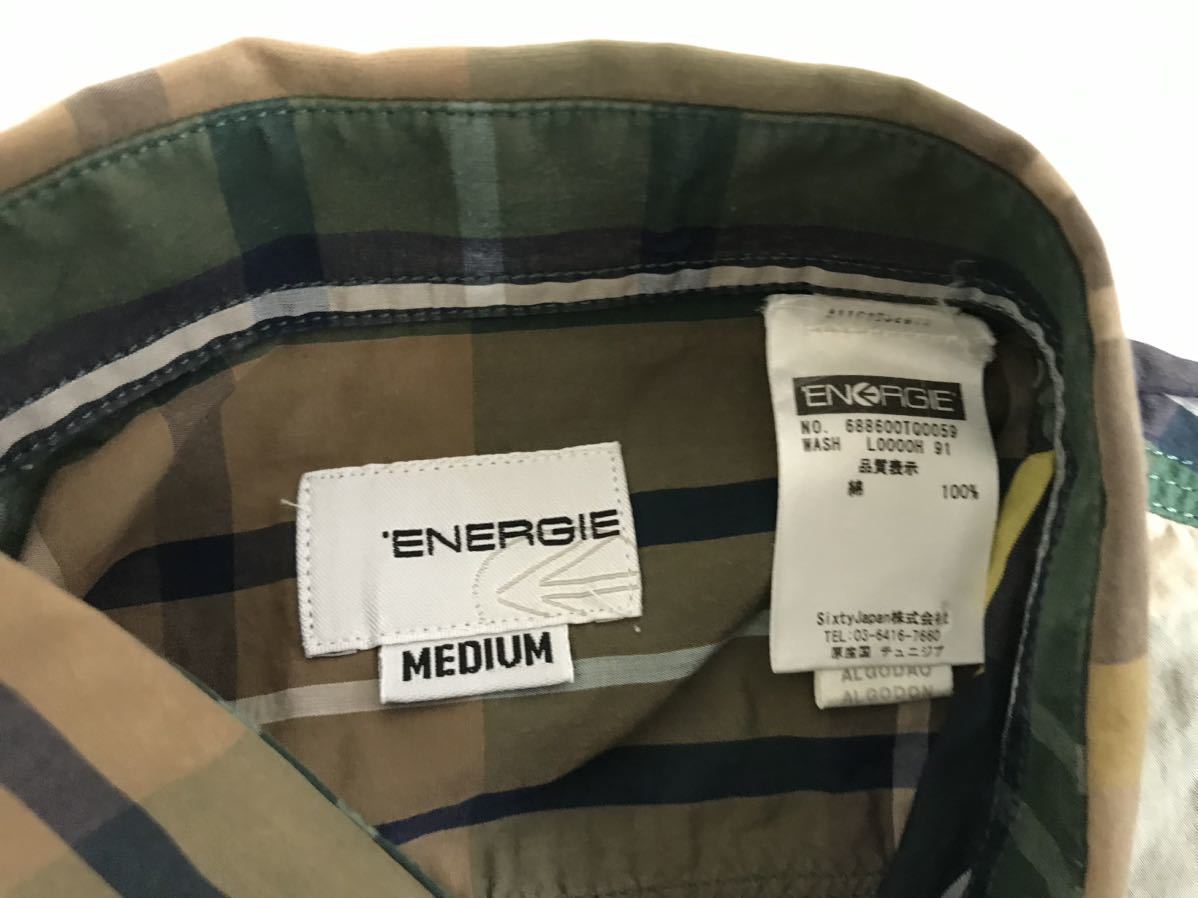 'ENERGIE
MEDIUM
'ENERGIE'
NO. 688600TQ0059
WASH L0000H 91
品質表示
綿 100%
SixtyJapan株式会社
TEL:03-6416-7660
原産国 チュニジア
ALGODAO
ALGODON